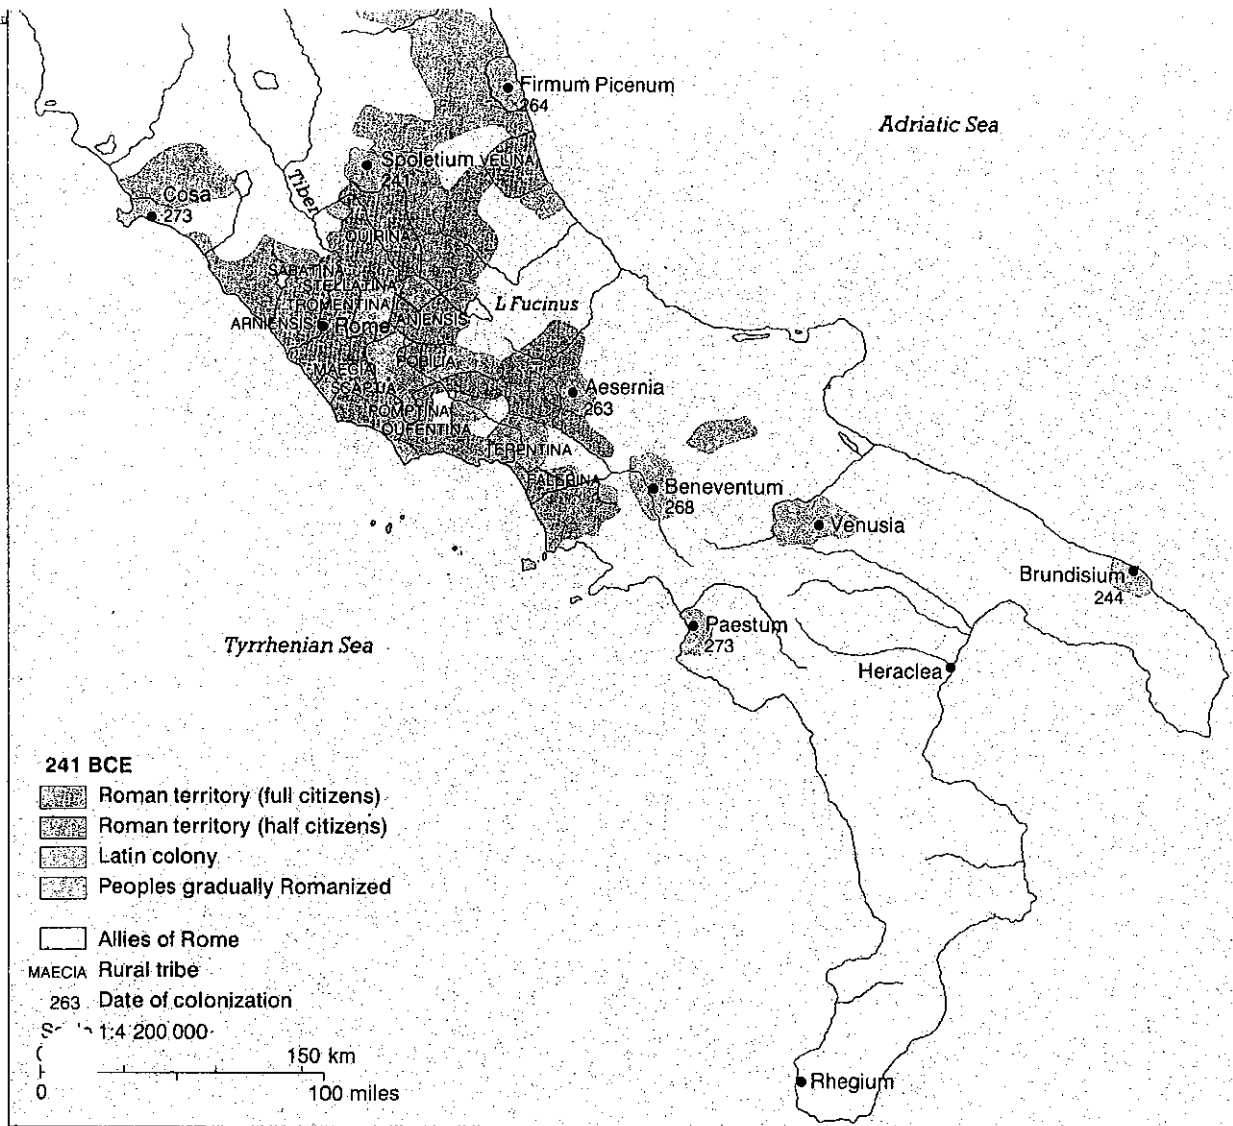 Firmum Picenum
264
Adriatic Sea
Spoletium
241
VELINA
Tiber
Cosa
273
QUIRINA
SABATINA
STELLATINA
TROMENTINA
L Fucinus
ARNIENSIS
Rome
ANIENSIS
MAECIA
POBILIA
SCAPTIA
Aesernia
263
POMPTINA
OUFENTINA
TERENTINA
FALERINA
Beneventum
268
Venusia
Brundisium
244
Paestum
273
Tyrrhenian Sea
Heraclea
241 BCE
Roman territory (full citizens)
Roman territory (half citizens)
Latin colony
Peoples gradually Romanized
Allies of Rome
MAECIA Rural tribe
263 Date of colonization
1:4 200 000
150 km
0 100 miles
Rhegium